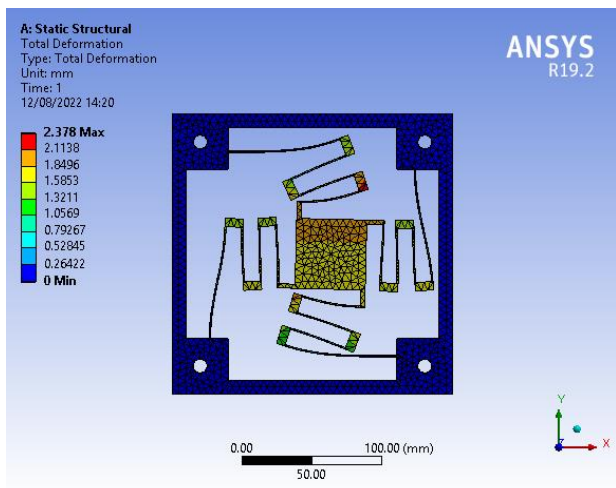 A: Static Structural
Total Deformation
Type: Total Deformation
Unit: mm
Time: 1
12/08/2022 14:20
ANSYS
R19.2
2.378 Max
2.1138
1.8496
1.5853
1.3211
1.0569
0.79267
0.52845
0.26422
0 Min
0.00
100.00 (mm)
50.00
Y
Z
X